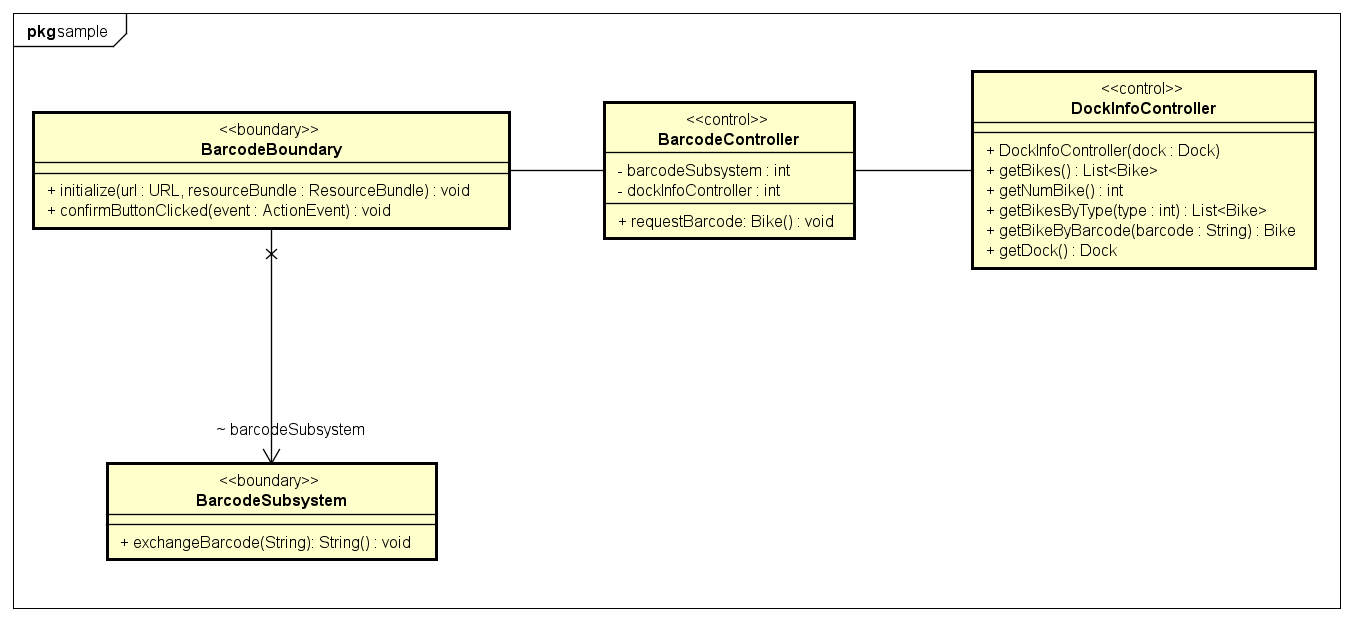 pkg sample
<<boundary>>
BarcodeBoundary
+ initialize(url : URL, resourceBundle : ResourceBundle) : void
+ confirmButtonClicked(event : ActionEvent) : void
<<control>>
BarcodeController
- barcodeSubsystem : int
- dockInfoController : int
+ requestBarcode: Bike() : void
<<control>>
DockInfoController
+ DockInfoController(dock : Dock)
+ getBikes() : List<Bike>
+ getNumBike() : int
+ getBikesByType(type : int) : List<Bike>
+ getBikeByBarcode(barcode : String) : Bike
+ getDock() : Dock
~ barcodeSubsystem
<<boundary>>
BarcodeSubsystem
+ exchangeBarcode(String): String() : void